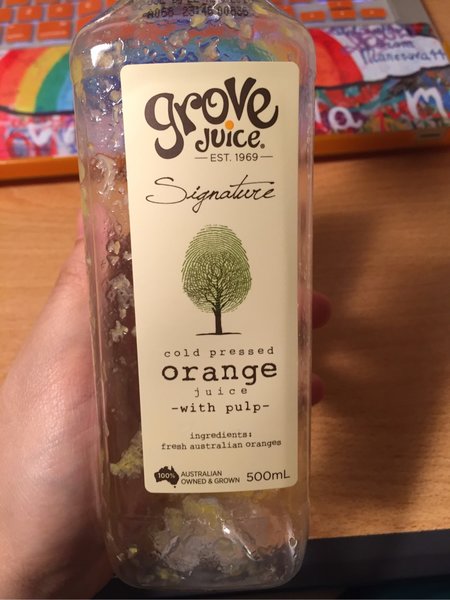 grove
JUICE.
EST. 1969
Signature
cold pressed
orange
juice
-with pulp-
ingredients:
fresh australian oranges
100%
AUSTRALIAN
OWNED & GROWN
500mL